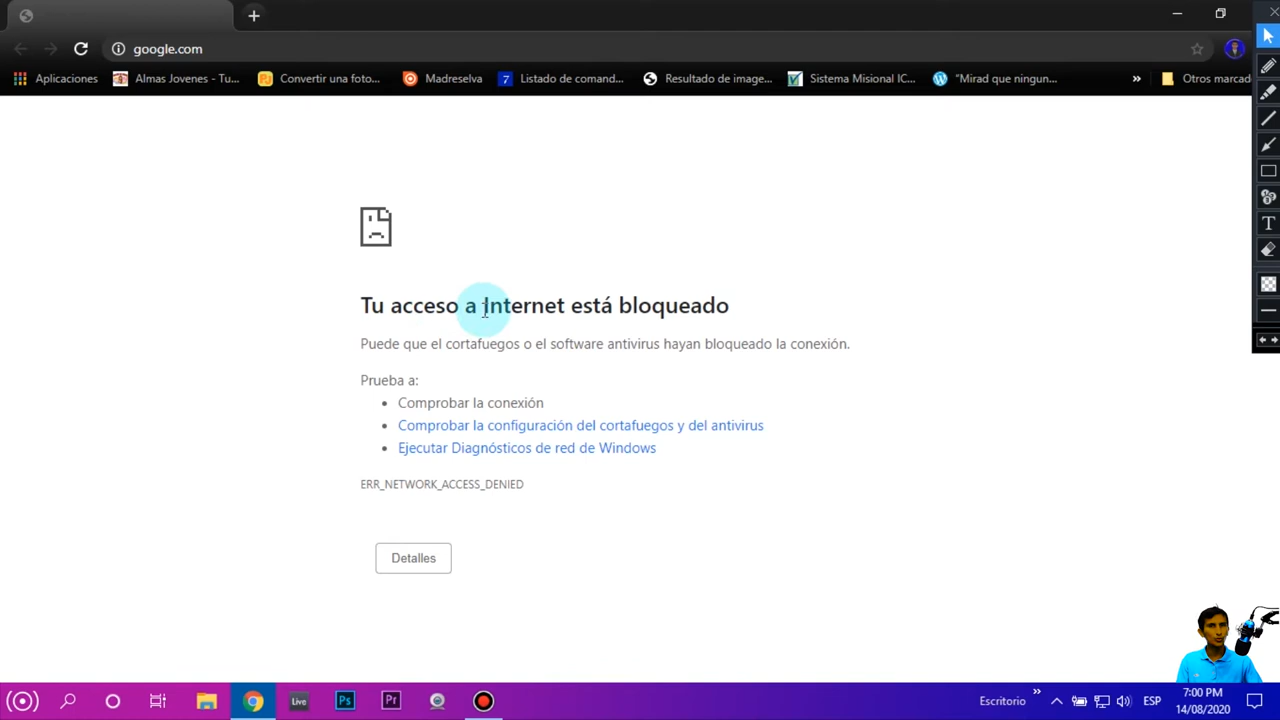 google.com
Aplicaciones Almas Jovenes - Tu... Convertir una foto... Madreselva Listado de comand... Resultado de image... Sistema Misional IC... "Mirad que ningun... » Otros marcad
Tu acceso a Internet está bloqueado
Puede que el cortafuegos o el software antivirus hayan bloqueado la conexión.
Prueba a:
• Comprobar la conexión
• Comprobar la configuración del cortafuegos y del antivirus
• Ejecutar Diagnósticos de red de Windows
ERR_NETWORK_ACCESS_DENIED
Detalles
Live Ps Pr Escritorio » ESP 7:00 PM
14/08/2020